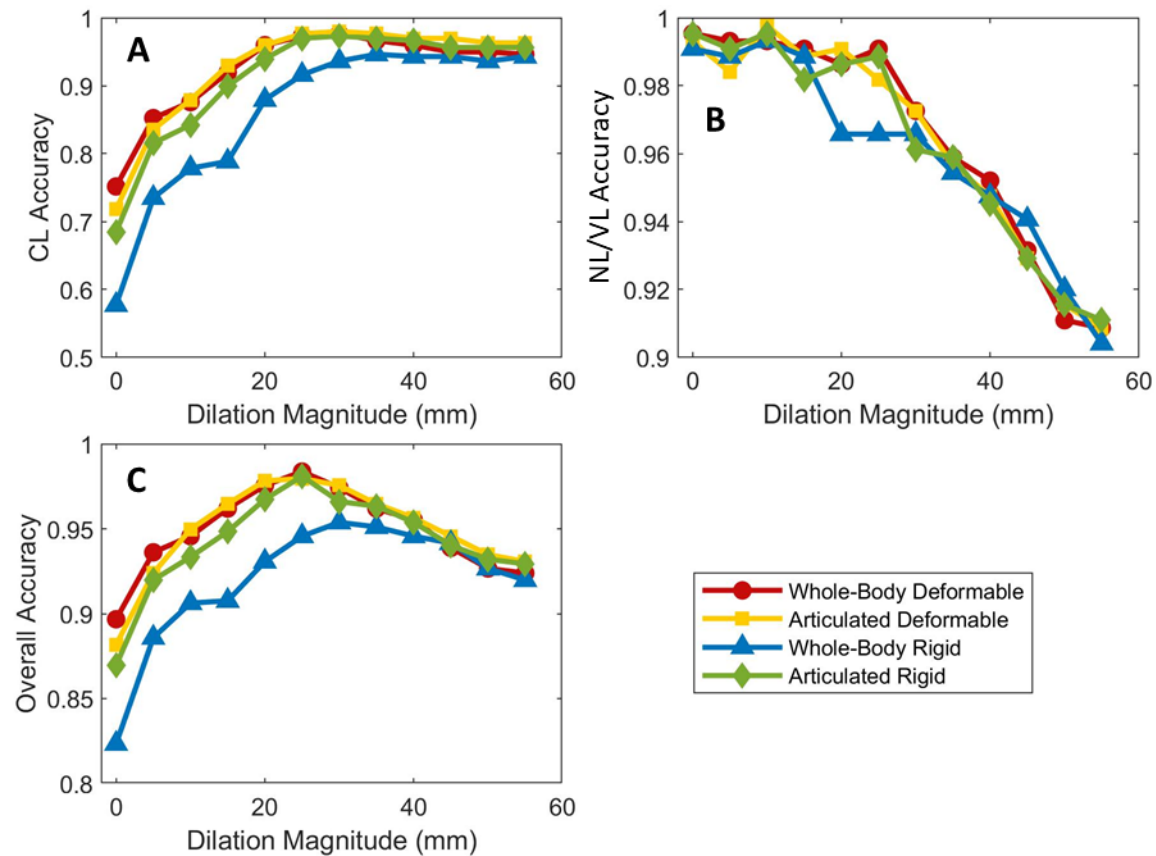 A
CL Accuracy
1
0.9
0.8
0.7
0.6
0.5
0 20 40 60
Dilation Magnitude (mm)
B
NL/VL Accuracy
1
0.98
0.96
0.94
0.92
0.9
0 20 40 60
Dilation Magnitude (mm)
C
Overall Accuracy
1
0.95
0.9
0.85
0.8
0 20 40 60
Dilation Magnitude (mm)
Whole-Body Deformable
Articulated Deformable
Whole-Body Rigid
Articulated Rigid